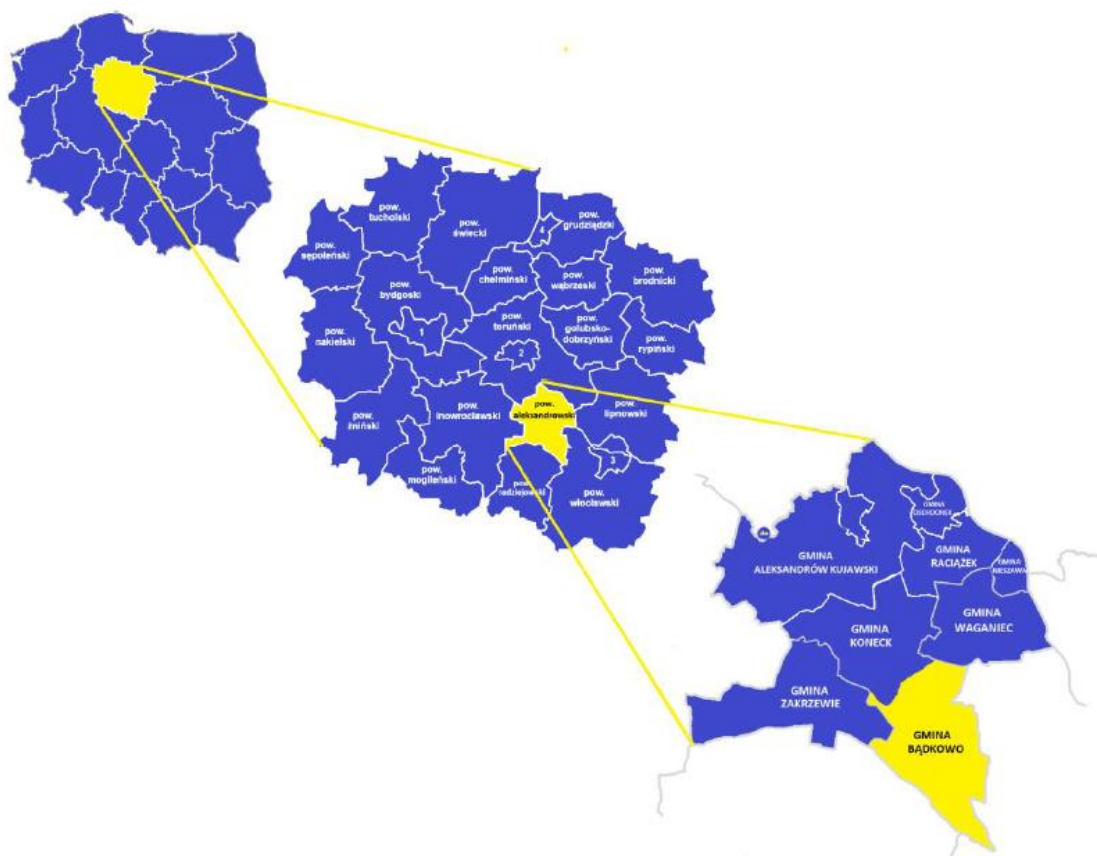 pow.
tucholski
pow.
świecki
4
pow.
grudziądzki
pow.
sępoleński
pow.
chełmiński
pow.
wąbrzeski
pow.
brodnicki
pow.
bydgoski
1
pow.
toruński
2
pow.
golubsko-
dobrzyński
pow.
rypiński
pow.
nakielski
pow.
żniński
pow.
inowrocławski
pow.
aleksandrowski
pow.
lipnowski
pow.
mogileński
pow.
radziejowski
3
pow.
włocławski
GMINA
ALEKSANDRÓW KUJAWSKI
GMINA
GMINA
RACIĄŻEK
GMINA
NIESZAWA
GMINA
KONECK
GMINA
WAGANIEC
GMINA
ZAKRZEWIE
GMINA
BĄDKOWO